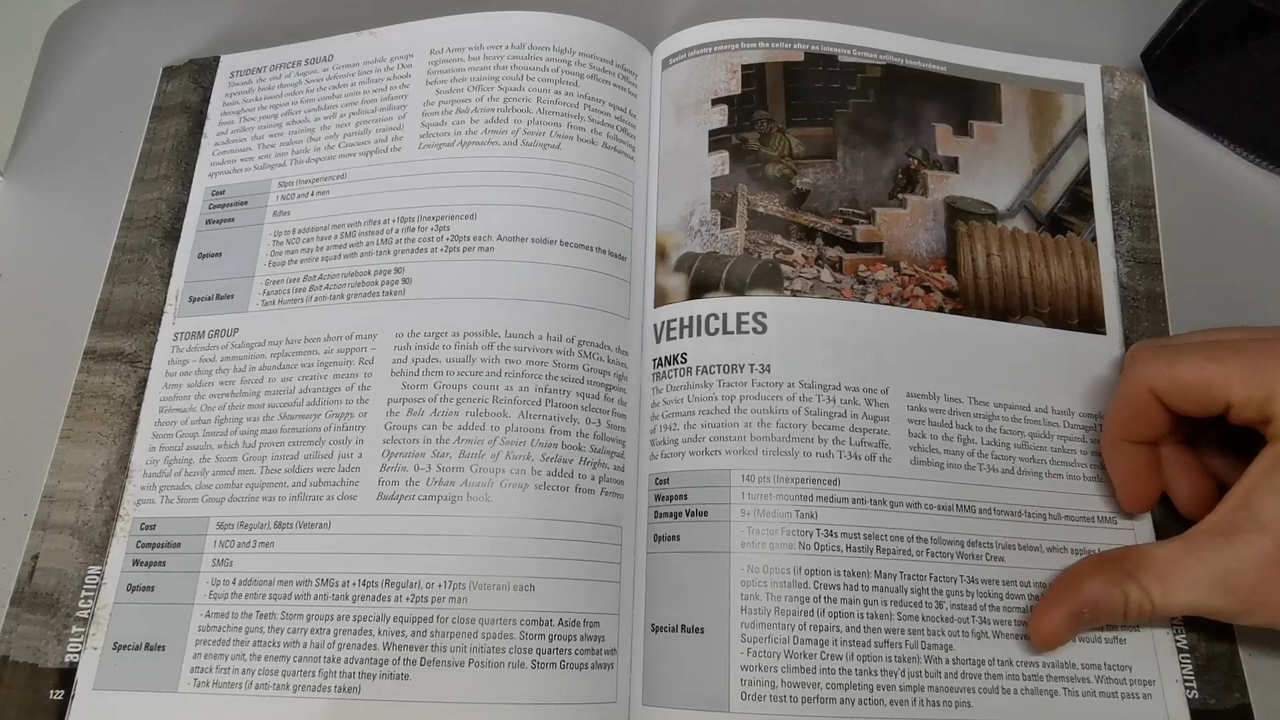 STUDENT OFFICER SQUAD
Towards the end of August, as German mobile groups
repeatedly broke through Soviet defensive lines in the Don
basin, Stavka issued orders for the cadets at military schools
throughout the region to form combat units to send to the
front. These young officer candidates came from infantry
and artillery training schools, as well as political-military
academies that were training the next generation of
Commissars. These zealous (but only partially trained)
students were sent into battle in the Caucuses and the
approaches to Stalingrad. This desperate move supplied the
Red Army with over a half dozen highly motivated infantry
regiments, but heavy casualties among the Student Officer
formations meant that thousands of young officers were lost
before their training could be completed.
Student Officer Squads count as an infantry squad for
the purposes of the generic Reinforced Platoon selector
from the Bolt Action rulebook. Alternatively, Student Officer
Squads can be added to platoons from the following
selectors in the Armies of Soviet Union book: Barbarossa,
Leningrad Approaches, and Stalingrad.
Cost 50pts (Inexperienced)
Composition 1 NCO and 4 men
Weapons Rifles
Options - Up to 6 additional men with rifles at +10pts (Inexperienced)
- The NCO can have a SMG instead of a rifle for +3pts
- One man may be armed with an LMG at the cost of +20pts each. Another soldier becomes the loader
- Equip the entire squad with anti-tank grenades at +2pts per man
Special Rules - Green (see Bolt Action rulebook page 90)
- Fanatics (see Bolt Action rulebook page 90)
- Tank Hunters (if anti-tank grenades taken)
STORM GROUP
The defenders of Stalingrad may have been short of many
things – food, ammunition, replacements, air support –
but one thing they had in abundance was ingenuity. Red
Army soldiers were forced to use creative means to
confront the overwhelming material advantages of the
Wehrmacht. One of their most successful additions to the
theory of urban fighting was the Shturmovye Gruppy, or
Storm Group. Instead of using mass formations of infantry
in frontal assaults, which had proven extremely costly in
city fighting, the Storm Group instead utilised just a
handful of heavily armed men. These soldiers were laden
with grenades, close combat equipment, and submachine
guns. The Storm Group doctrine was to infiltrate as close
to the target as possible, launch a hail of grenades, then
rush inside to finish off the survivors with SMGs, knives,
and spades, usually with two more Storm Groups right
behind them to secure and reinforce the seized strongpoint.
Storm Groups count as an infantry squad for the
purposes of the generic Reinforced Platoon selector from
the Bolt Action rulebook. Alternatively, 0–3 Storm
Groups can be added to platoons from the following
selectors in the Armies of Soviet Union book: Stalingrad,
Operation Star, Battle of Kursk, Seelöwe Heights, and
Berlin. 0–3 Storm Groups can be added to a platoon
from the Urban Assault Group selector from Fortress
Budapest campaign book.
Cost 56pts (Regular), 68pts (Veteran)
Composition 1 NCO and 3 men
Weapons SMGs
Options - Up to 4 additional men with SMGs at +14pts (Regular), or +17pts (Veteran) each
- Equip the entire squad with anti-tank grenades at +2pts per man
Special Rules - Armed to the Teeth: Storm groups are specially equipped for close quarters combat. Aside from
submachine guns, they carry extra grenades, knives, and sharpened spades. Storm groups always
preceded their attacks with a hail of grenades. Whenever this unit initiates close quarters combat with
an enemy unit, the enemy cannot take advantage of the Defensive Position rule. Storm Groups always
attack first in any close quarters fight that they initiate.
- Tank Hunters (if anti-tank grenades taken)
BOLT ACTION
122
Soviet infantry emerge from the cellar after an intensive German artillery bombardment
VEHICLES
TANKS
TRACTOR FACTORY T-34
The Dzerzhinsky Tractor Factory at Stalingrad was one of
the Soviet Union's top producers of the T-34 tank. When
the Germans reached the outskirts of Stalingrad in August
of 1942, the situation at the factory became desperate.
Working under constant bombardment by the Luftwaffe,
the factory workers worked tirelessly to rush T-34s off the
assembly lines. These unpainted and hastily
tanks were driven straight to the front lines. Damaged
were hauled back to the factory, quickly repaired,
back to the fight. Lacking sufficient tankers to
vehicles, many of the factory workers themselves
climbing into the T-34s and driving them into battle.
Cost 140 pts (Inexperienced)
Weapons 1 turret-mounted medium anti-tank gun with co-axial MMG and forward-facing hull-mounted MMG
Damage Value 9+ (Medium Tank)
Options - Tractor Factory T-34s must select one of the following defects (rules below), which applies
entire game: No Optics, Hastily Repaired, or Factory Worker Crew.
Special Rules - No Optics (if option is taken): Many Tractor Factory T-34s were sent out into
optics installed. Crews had to manually sight the guns by looking down the
tank. The range of the main gun is reduced to 36", instead of the normal
Hastily Repaired (if option is taken): Some knocked-out T-34s were
rudimentary of repairs, and then were sent back out to fight. would suffer
Superficial Damage it instead suffers Full Damage.
- Factory Worker Crew (if option is taken): With a shortage of tank crews available, some factory
workers climbed into the tanks they'd just built and drove them into battle themselves. Without proper
training, however, completing even simple manoeuvres could be a challenge. This unit must pass an
Order test to perform any action, even if it has no pins.
NEW UNITS